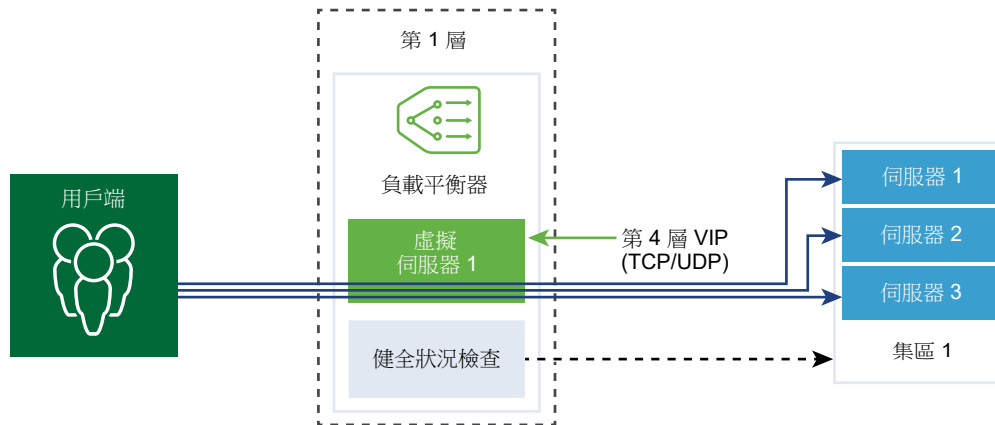 第 1 層
負載平衡器
用戶端
虛擬
伺服器 1
第 4 層 VIP
(TCP/UDP)
健全狀況檢查
伺服器 1
伺服器 2
伺服器 3
集區 1